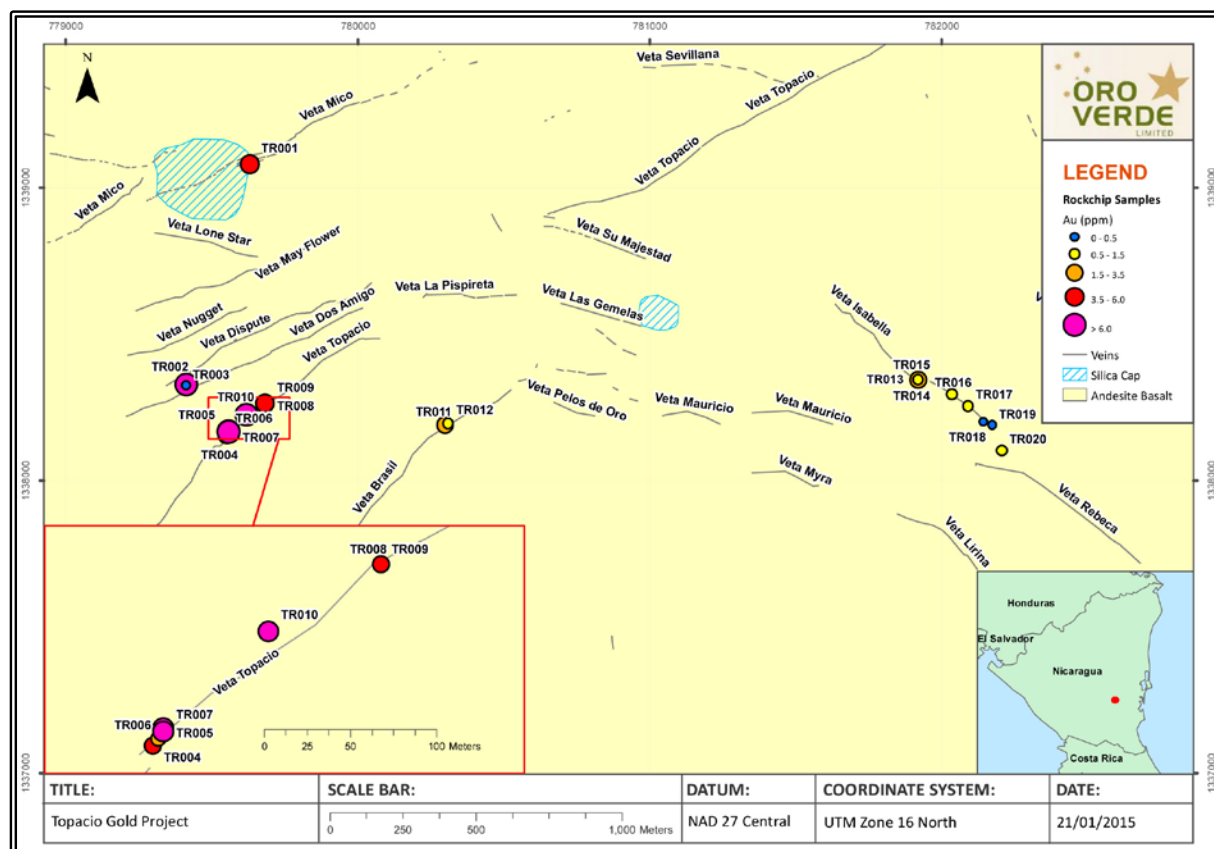 779000
780000
781000
782000
N
1339000
1338000
1337000
1339000
1338000
1337000
Veta Sevillana
Veta Topacio
Veta Mico
TR001
Veta Topacio
Veta Mico
Veta Lone Star
Veta Su Majestad
Veta May Flower
Veta La Pispireta
Veta Las Gemelas
Veta Isabella
Veta Nugget
Veta Dispute
Veta Dos Amigo
Veta Topacio
TR002
TR003
TR009
TR010
TR008
TR005
TR006
TR007
TR004
TR011
TR012
Veta Pelos de Oro
Veta Mauricio
Veta Mauricio
TR015
TR013
TR014
TR016
TR017
TR019
TR018
TR020
Veta Brasil
Veta Myra
Veta Rebeca
Veta Lirina
ORO
VERDE
LIMITED
LEGEND
Rockchip Samples
Au (ppm)
0 - 0.5
0.5 - 1.5
1.5 - 3.5
3.5 - 6.0
> 6.0
Veins
Silica Cap
Andesite Basalt
TR008 TR009
TR010
Veta Topacio
TR007
TR006
TR005
TR004
0 25 50 100 Meters
Honduras
El Salvador
Nicaragua
Costa Rica
TITLE:
Topacio Gold Project
SCALE BAR:
0 250 500 1,000 Meters
DATUM:
NAD 27 Central
COORDINATE SYSTEM:
UTM Zone 16 North
DATE:
21/01/2015